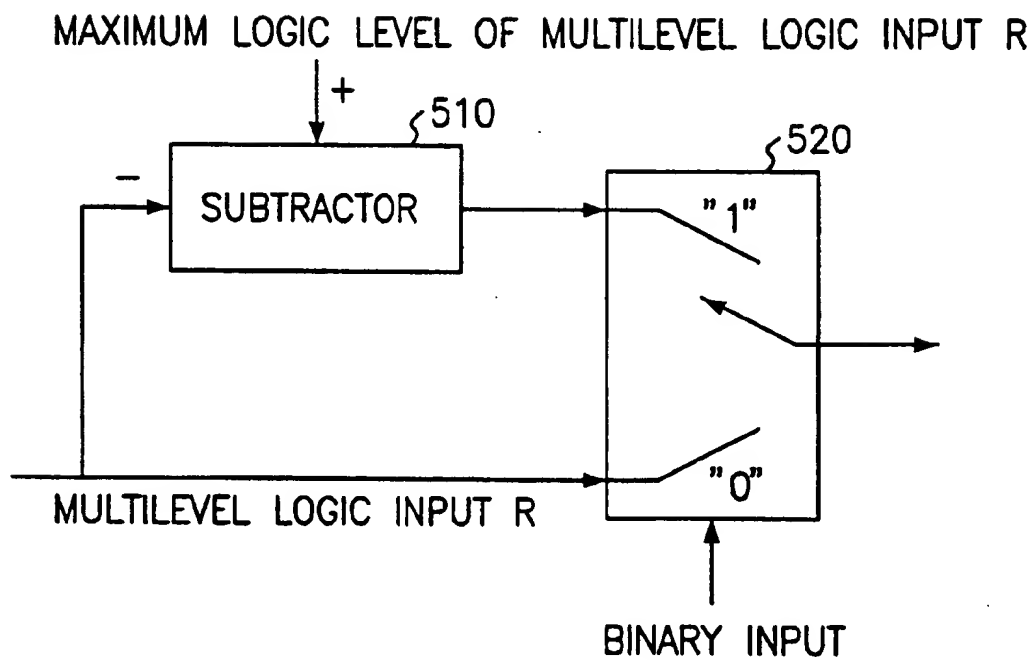 MAXIMUM LOGIC LEVEL OF MULTILEVEL LOGIC INPUT R
+
510
520
−
SUBTRACTOR
"1"
"0"
MULTILEVEL LOGIC INPUT R
BINARY INPUT